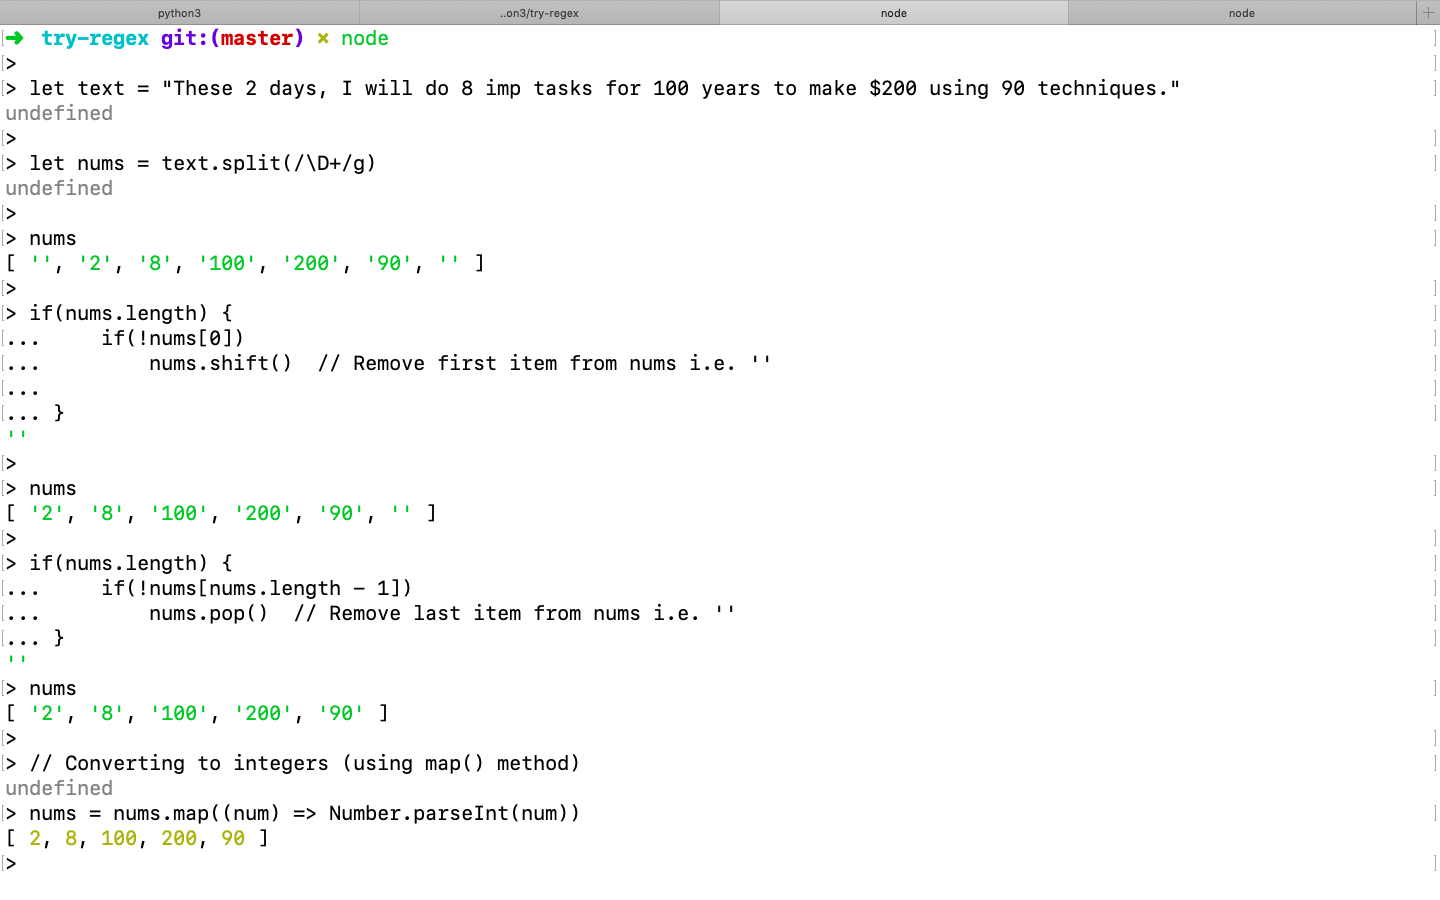 python3 ..on3/try-regex node node +
➜ try-regex git:(master) ✗ node
>
> let text = "These 2 days, I will do 8 imp tasks for 100 years to make $200 using 90 techniques."
undefined
>
> let nums = text.split(/\D+/g)
undefined
>
> nums
[ '', '2', '8', '100', '200', '90', '' ]
>
> if(nums.length) {
...     if(!nums[0])
...         nums.shift()  // Remove first item from nums i.e. ''
...
... }
''
>
> nums
[ '2', '8', '100', '200', '90', '' ]
>
> if(nums.length) {
...     if(!nums[nums.length - 1])
...         nums.pop()  // Remove last item from nums i.e. ''
... }
''
> nums
[ '2', '8', '100', '200', '90' ]
>
> // Converting to integers (using map() method)
undefined
> nums = nums.map((num) => Number.parseInt(num))
[ 2, 8, 100, 200, 90 ]
>